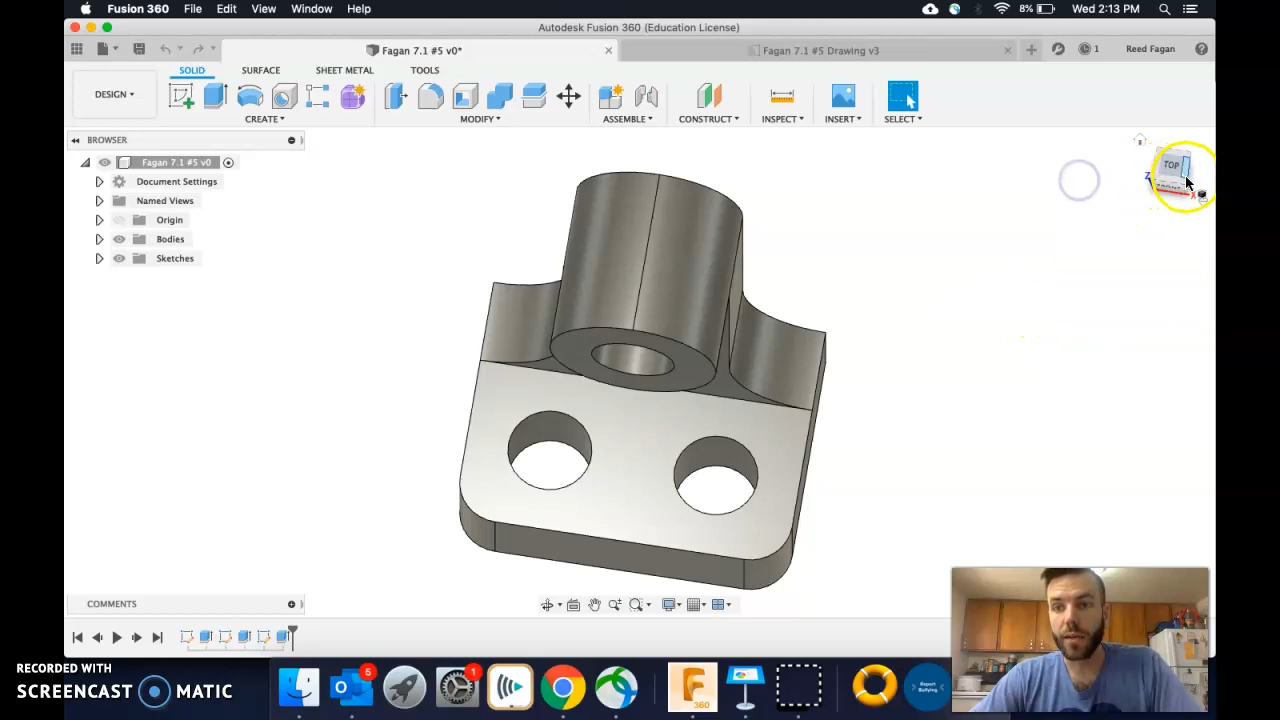 Fusion 360 File Edit View Window Help 8% Wed 2:13 PM
Autodesk Fusion 360 (Education License)
Fagan 7.1 #5 v0* Fagan 7.1 #5 Drawing v3 1 Reed Fagan
SOLID SURFACE SHEET METAL TOOLS
DESIGN
CREATE MODIFY ASSEMBLE CONSTRUCT INSPECT INSERT SELECT
BROWSER
Fagan 7.1 #5 v0
Document Settings
Named Views
Origin
Bodies
Sketches
TOP
Z
X
COMMENTS
RECORDED WITH
SCREENCAST MATIC
5
1
360
Report
Bullying